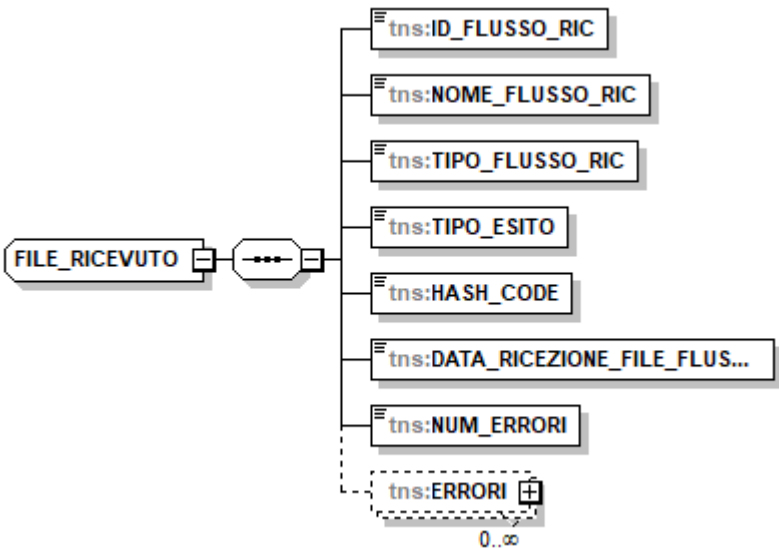 tns:ID_FLUSSO_RIC
tns:NOME_FLUSSO_RIC
tns:TIPO_FLUSSO_RIC
tns:TIPO_ESITO
FILE_RICEVUTO
tns:HASH_CODE
tns:DATA_RICEZIONE_FILE_FLUS...
tns:NUM_ERRORI
tns:ERRORI
0..∞